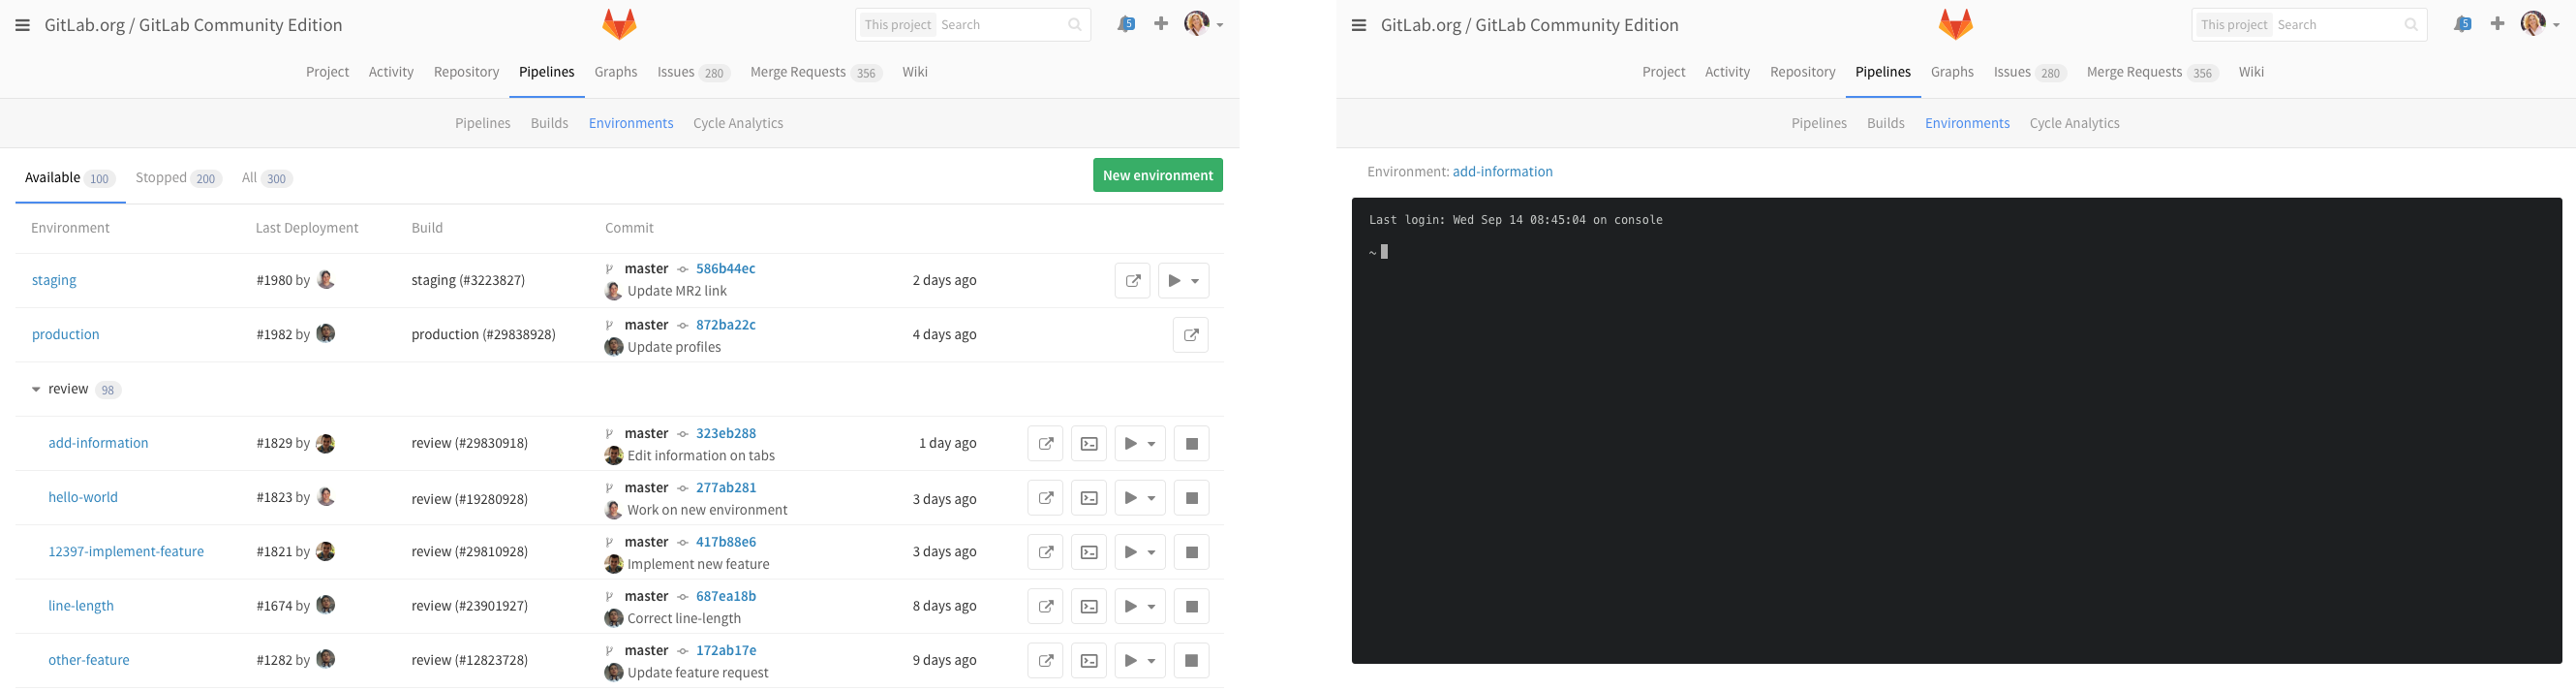 GitLab.org / GitLab Community Edition
This project Search
5
Project Activity Repository Pipelines Graphs Issues 280 Merge Requests 356 Wiki
Pipelines Builds Environments Cycle Analytics
Available 100 Stopped 200 All 300
New environment
Environment Last Deployment Build Commit
staging #1980 by staging (#3223827) master 586b44ec 2 days ago
Update MR2 link
production #1982 by production (#29838928) master 872ba22c 4 days ago
Update profiles
review 98
add-information #1829 by review (#29830918) master 323eb288 1 day ago
Edit information on tabs
hello-world #1823 by review (#19280928) master 277ab281 3 days ago
Work on new environment
12397-implement-feature #1821 by review (#29810928) master 417b88e6 3 days ago
Implement new feature
line-length #1674 by review (#23901927) master 687ea18b 8 days ago
Correct line-length
other-feature #1282 by review (#12823728) master 172ab17e 9 days ago
Update feature request
GitLab.org / GitLab Community Edition
This project Search
5
Project Activity Repository Pipelines Graphs Issues 280 Merge Requests 356 Wiki
Pipelines Builds Environments Cycle Analytics
Environment: add-information
Last login: Wed Sep 14 08:45:04 on console
~